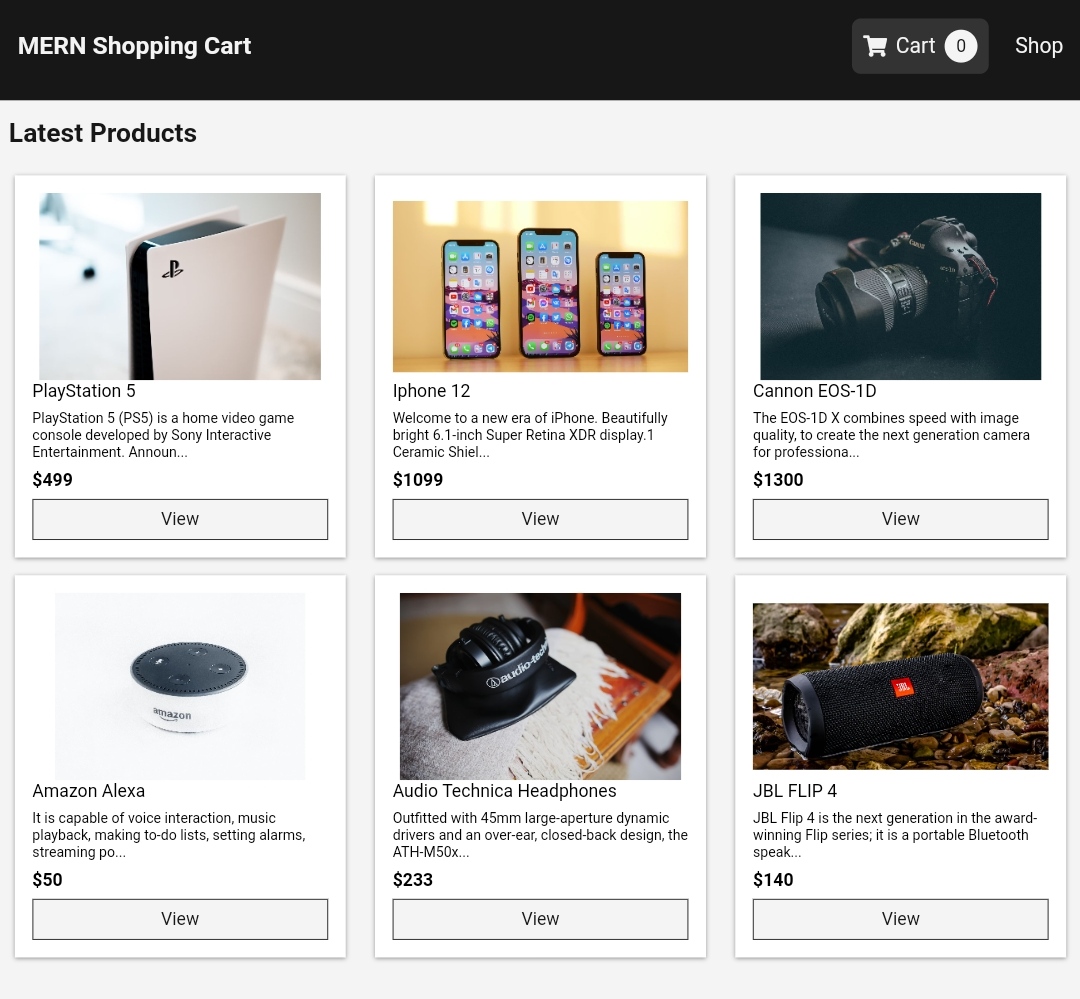 MERN Shopping Cart
Cart 0
Shop
Latest Products
PlayStation 5
PlayStation 5 (PS5) is a home video game
console developed by Sony Interactive
Entertainment. Announ...
$499
View
Iphone 12
Welcome to a new era of iPhone. Beautifully
bright 6.1-inch Super Retina XDR display.1
Ceramic Shiel...
$1099
View
Canon
Cannon EOS-1D
The EOS-1D X combines speed with image
quality, to create the next generation camera
for professiona...
$1300
View
amazon
Amazon Alexa
It is capable of voice interaction, music
playback, making to-do lists, setting alarms,
streaming po...
$50
View
audio-tech
Audio Technica Headphones
Outfitted with 45mm large-aperture dynamic
drivers and an over-ear, closed-back design, the
ATH-M50x...
$233
View
JBL
JBL FLIP 4
JBL Flip 4 is the next generation in the award-
winning Flip series; it is a portable Bluetooth
speak...
$140
View